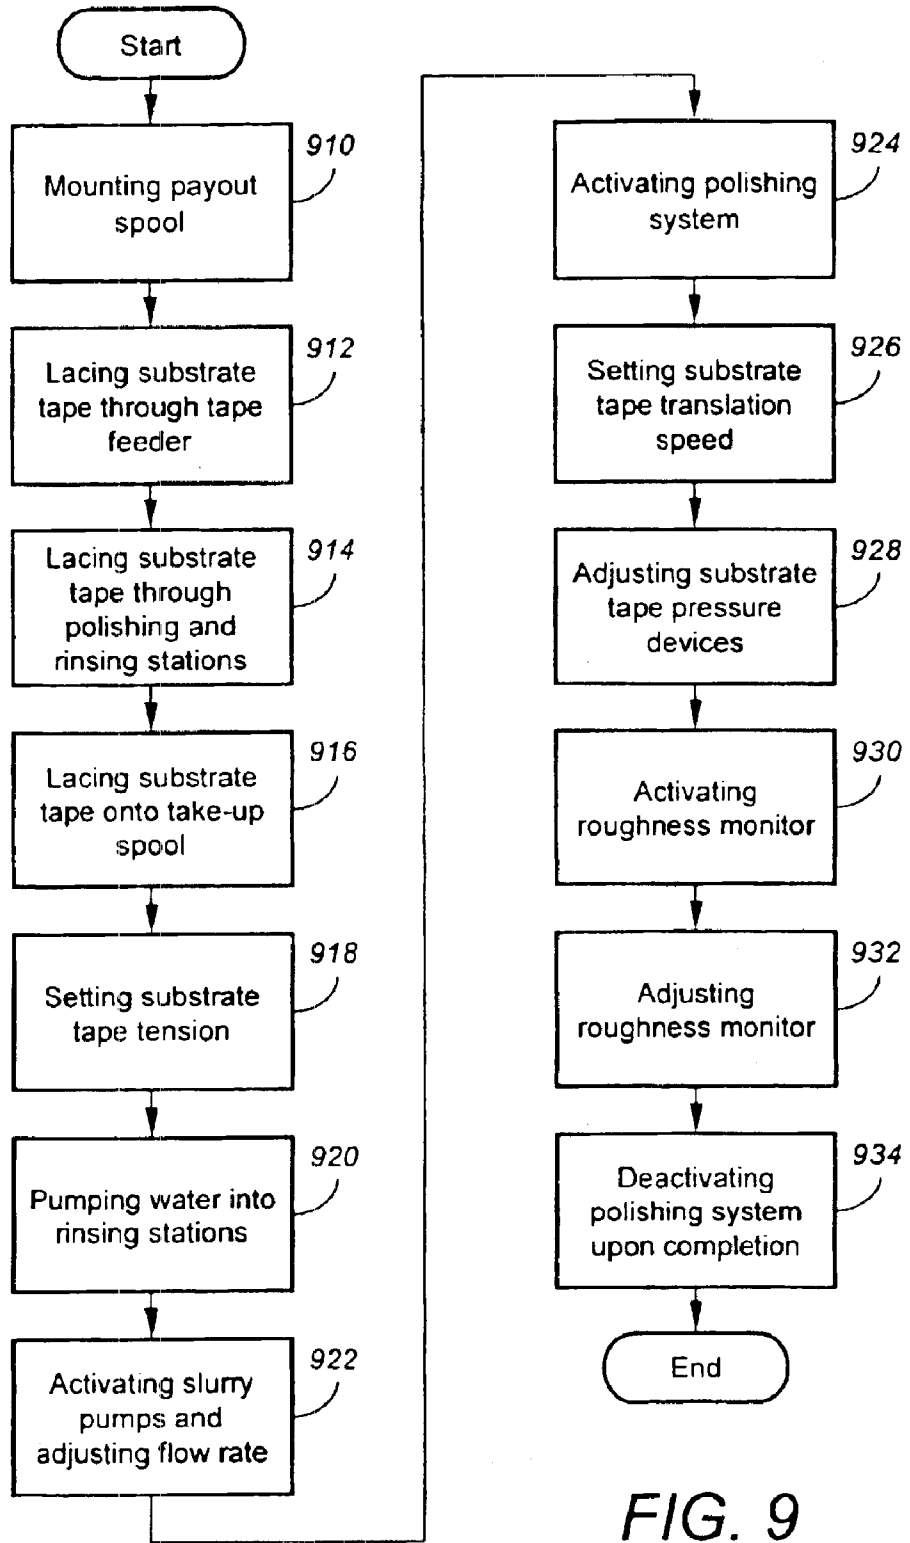 Start
910
Mounting payout
spool
912
Lacing substrate
tape through tape
feeder
914
Lacing substrate
tape through
polishing and
rinsing stations
916
Lacing substrate
tape onto take-up
spool
918
Setting substrate
tape tension
920
Pumping water into
rinsing stations
922
Activating slurry
pumps and
adjusting flow rate
924
Activating polishing
system
926
Setting substrate
tape translation
speed
928
Adjusting substrate
tape pressure
devices
930
Activating
roughness monitor
932
Adjusting
roughness monitor
934
Deactivating
polishing system
upon completion
End
FIG. 9